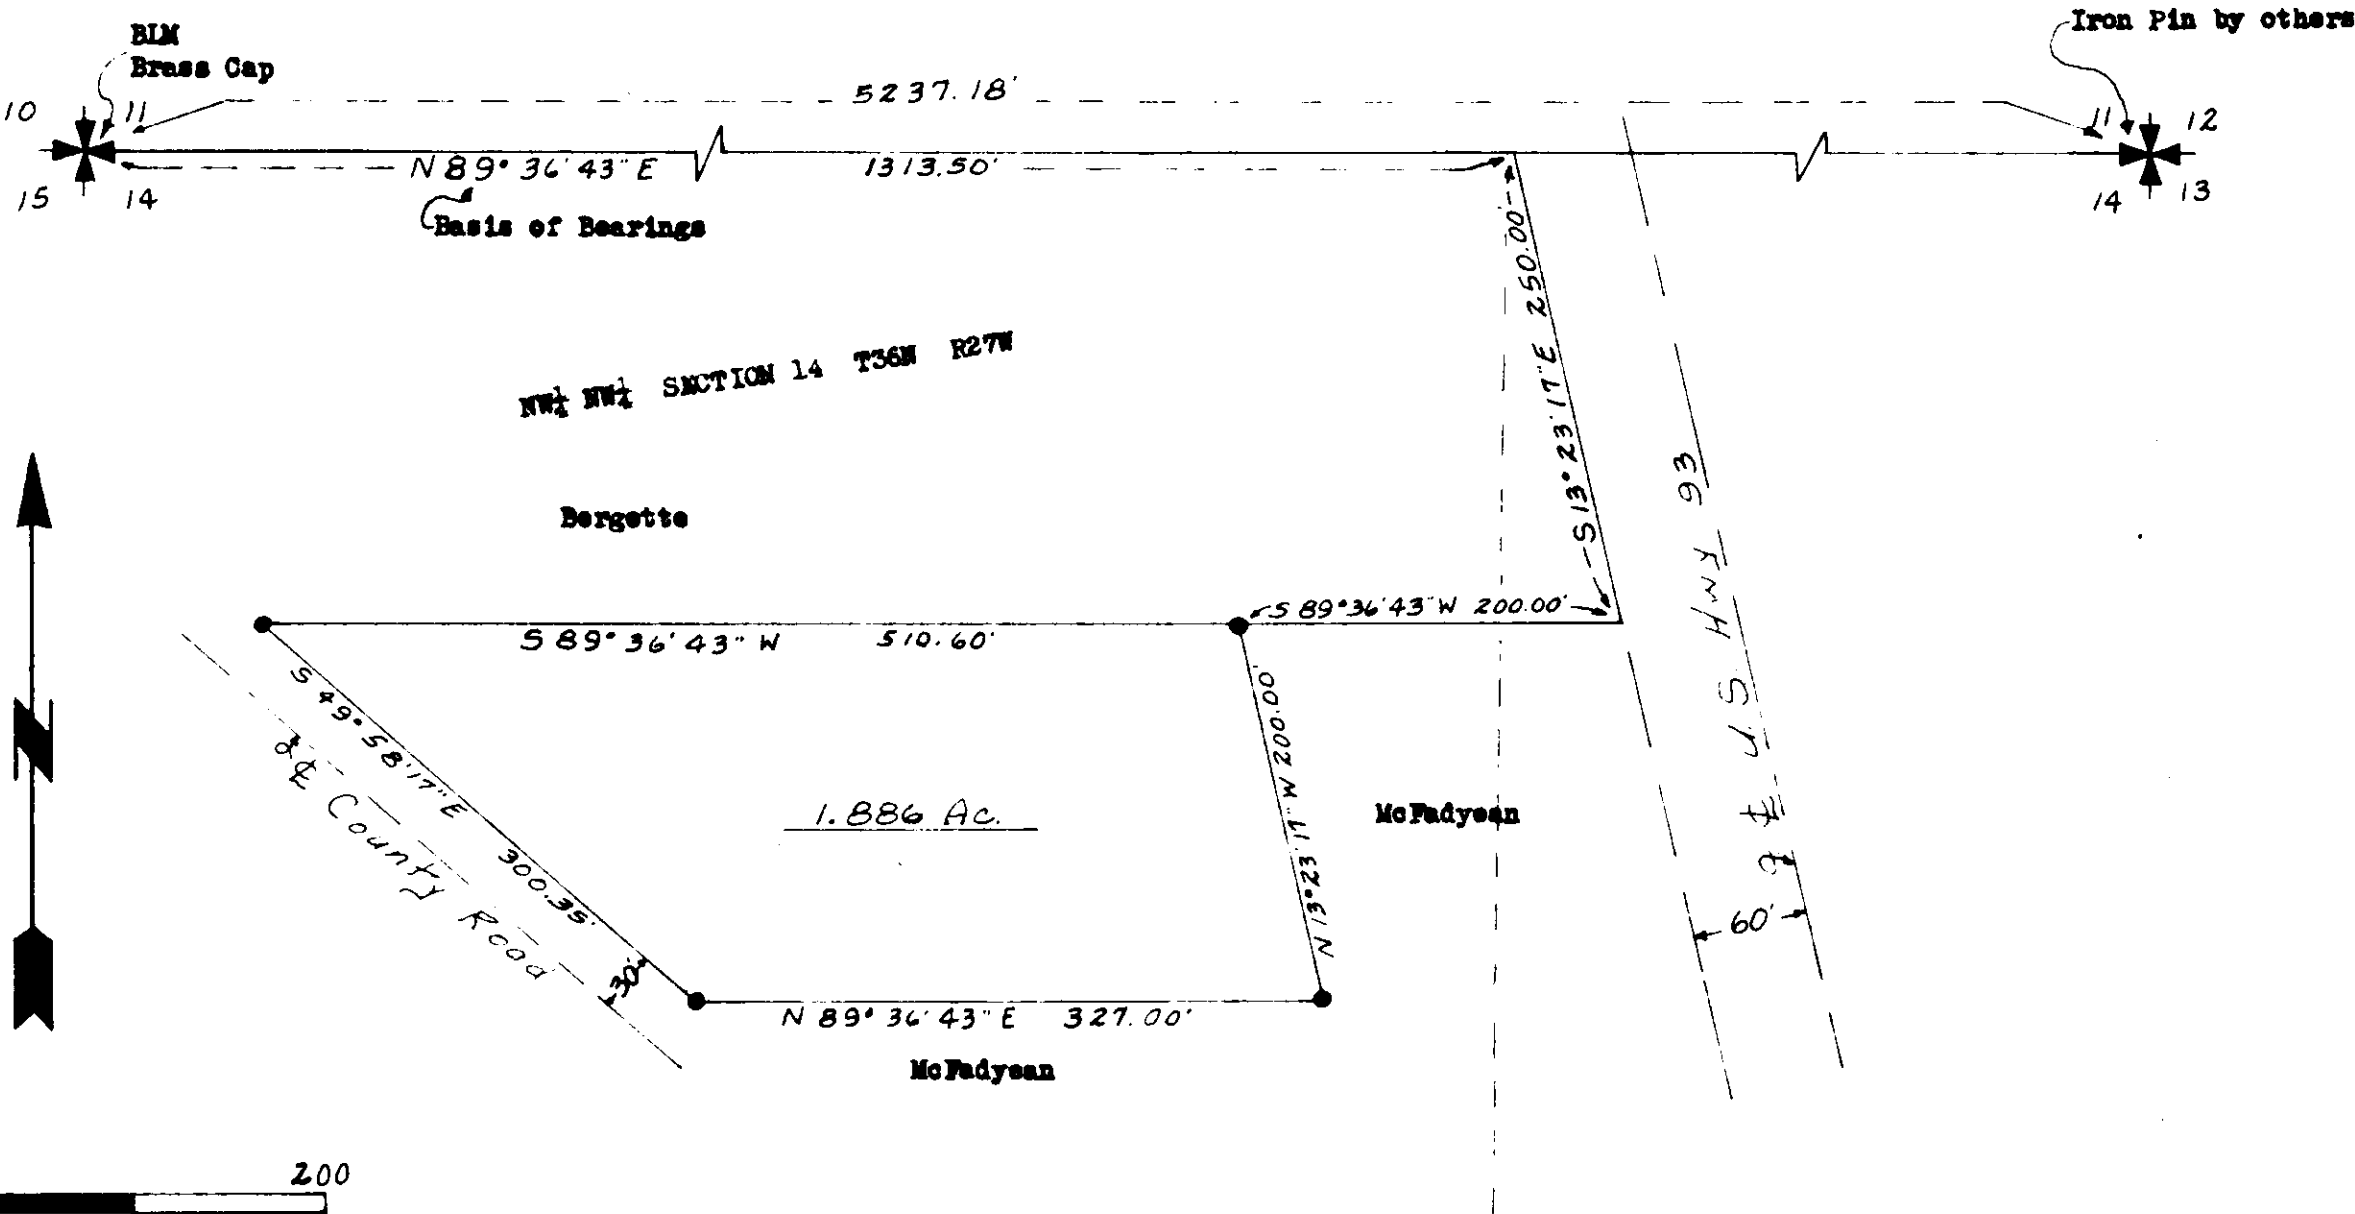 BLM
Brass Cap
Iron Pin by others
5237.18'
10 11
11 12
N 89° 36' 43" E 1313.50'
15 14
14 13
Basis of Bearings
S 13° 23' 17" E 250.00'
NW¼ NW¼ SECTION 14 T36N R27W
Bergette
US Hwy 93
S 89° 36' 43" W 200.00'
S 89° 36' 43" W 510.60'
S 49° 58' 17" E 300.35'
N 13° 23' 17" W 200.00'
℄ County Road
1.886 Ac.
McFadyean
℄
60'
30'
N 89° 36' 43" E 327.00'
McFadyean
N
200